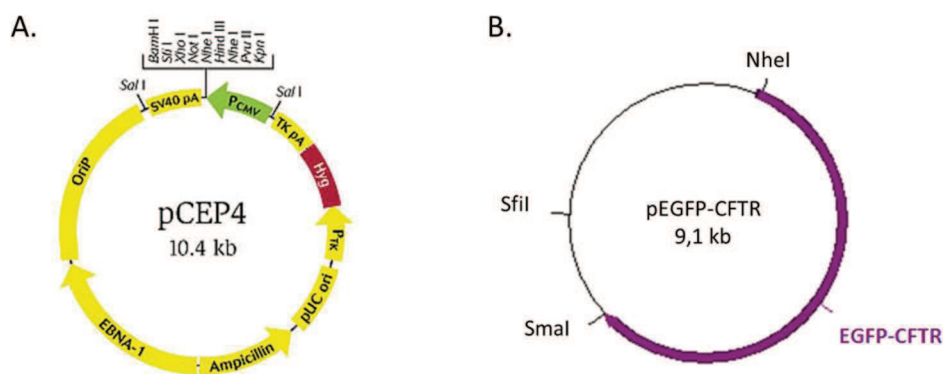 A.
BamH I
Sfi I
Xho I
Not I
Nhe I
Hind III
Nhe I
Pvu II
Kpn I
Sal I
SV40 pA
PCMV
Sal I
TK pA
Hyg
OriP
pCEP4
10.4 kb
PTK
pUC ori
EBNA-1
Ampicillin
B.
NheI
SfiI
pEGFP-CFTR
9,1 kb
SmaI
EGFP-CFTR